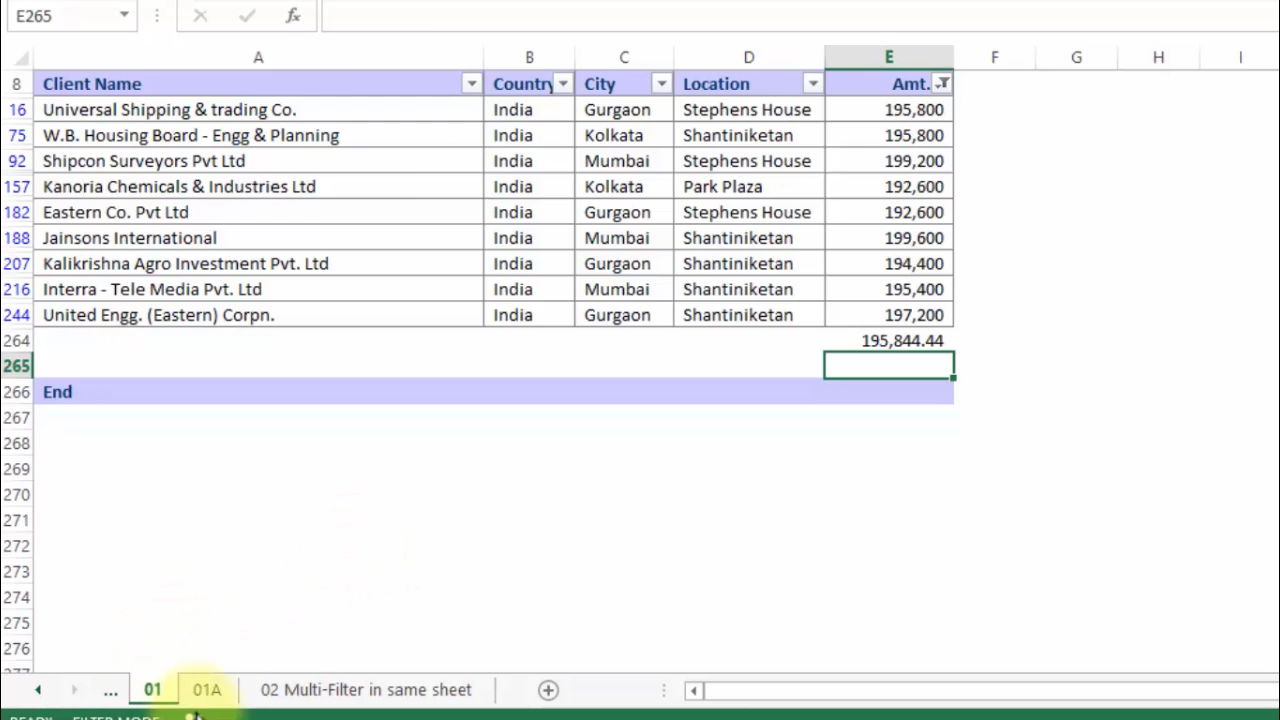 E265 fx
A B C D E F G H I
8 Client Name Country City Location Amt.
16 Universal Shipping & trading Co. India Gurgaon Stephens House 195,800
75 W.B. Housing Board - Engg & Planning India Kolkata Shantiniketan 195,800
92 Shipcon Surveyors Pvt Ltd India Mumbai Stephens House 199,200
157 Kanoria Chemicals & Industries Ltd India Kolkata Park Plaza 192,600
182 Eastern Co. Pvt Ltd India Gurgaon Stephens House 192,600
188 Jainsons International India Mumbai Shantiniketan 199,600
207 Kalikrishna Agro Investment Pvt. Ltd India Gurgaon Shantiniketan 194,400
216 Interra - Tele Media Pvt. Ltd India Mumbai Shantiniketan 195,400
244 United Engg. (Eastern) Corpn. India Gurgaon Shantiniketan 197,200
264 195,844.44
265
266 End
267
268
269
270
271
272
273
274
275
276
277
... 01 01A 02 Multi-Filter in same sheet
READY FILTER MODE